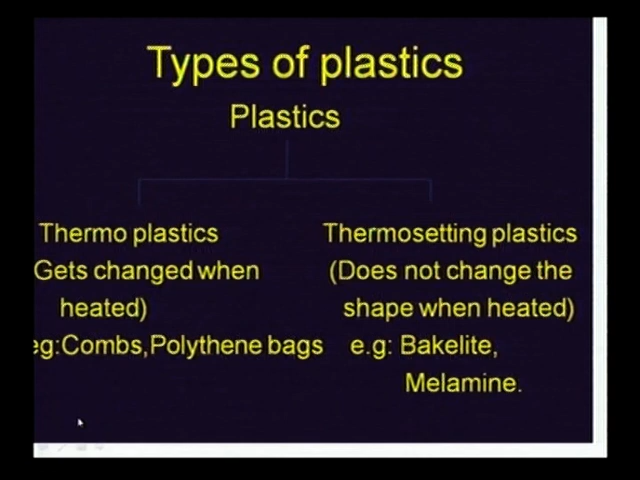 Types of plastics
Plastics
Thermo plastics
Gets changed when
heated)
eg:Combs,Polythene bags
Thermosetting plastics
(Does not change the
shape when heated)
e.g: Bakelite,
Melamine.